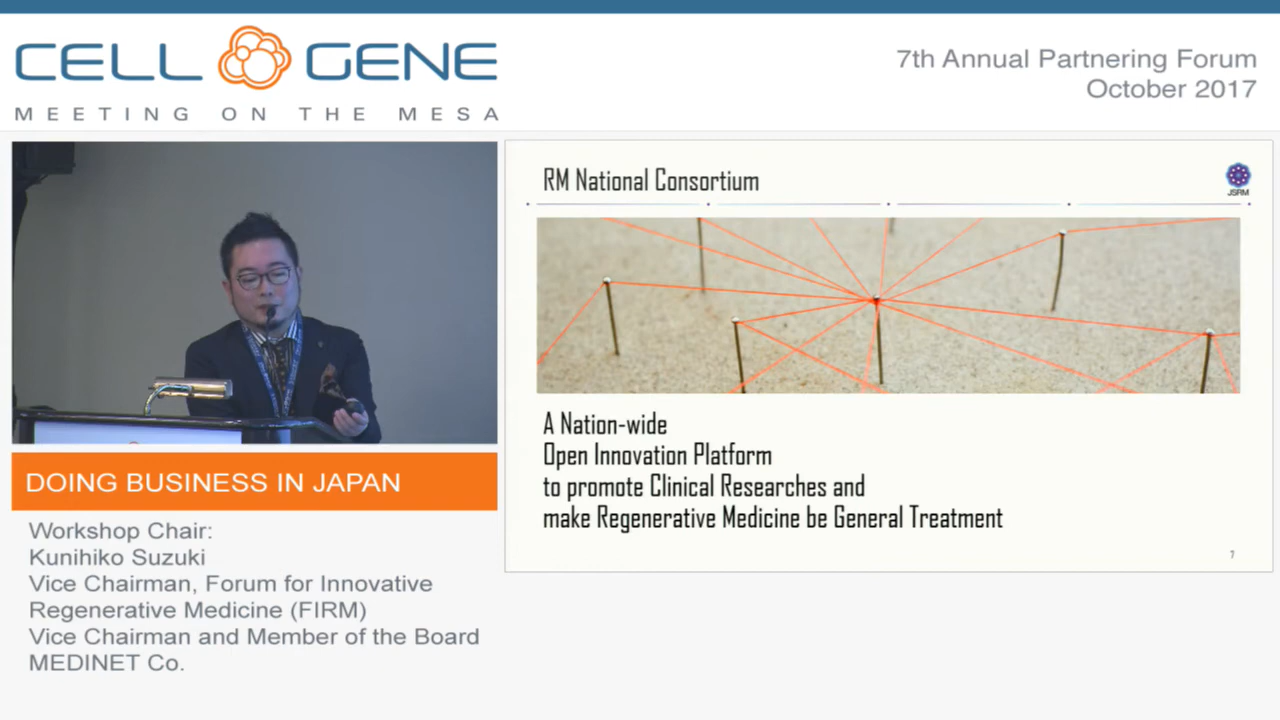 CELL GENE
MEETING ON THE MESA
7th Annual Partnering Forum
October 2017
RM National Consortium
JSRM
A Nation-wide
Open Innovation Platform
to promote Clinical Researches and
make Regenerative Medicine be General Treatment
7
DOING BUSINESS IN JAPAN
Workshop Chair:
Kunihiko Suzuki
Vice Chairman, Forum for Innovative
Regenerative Medicine (FIRM)
Vice Chairman and Member of the Board
MEDINET Co.